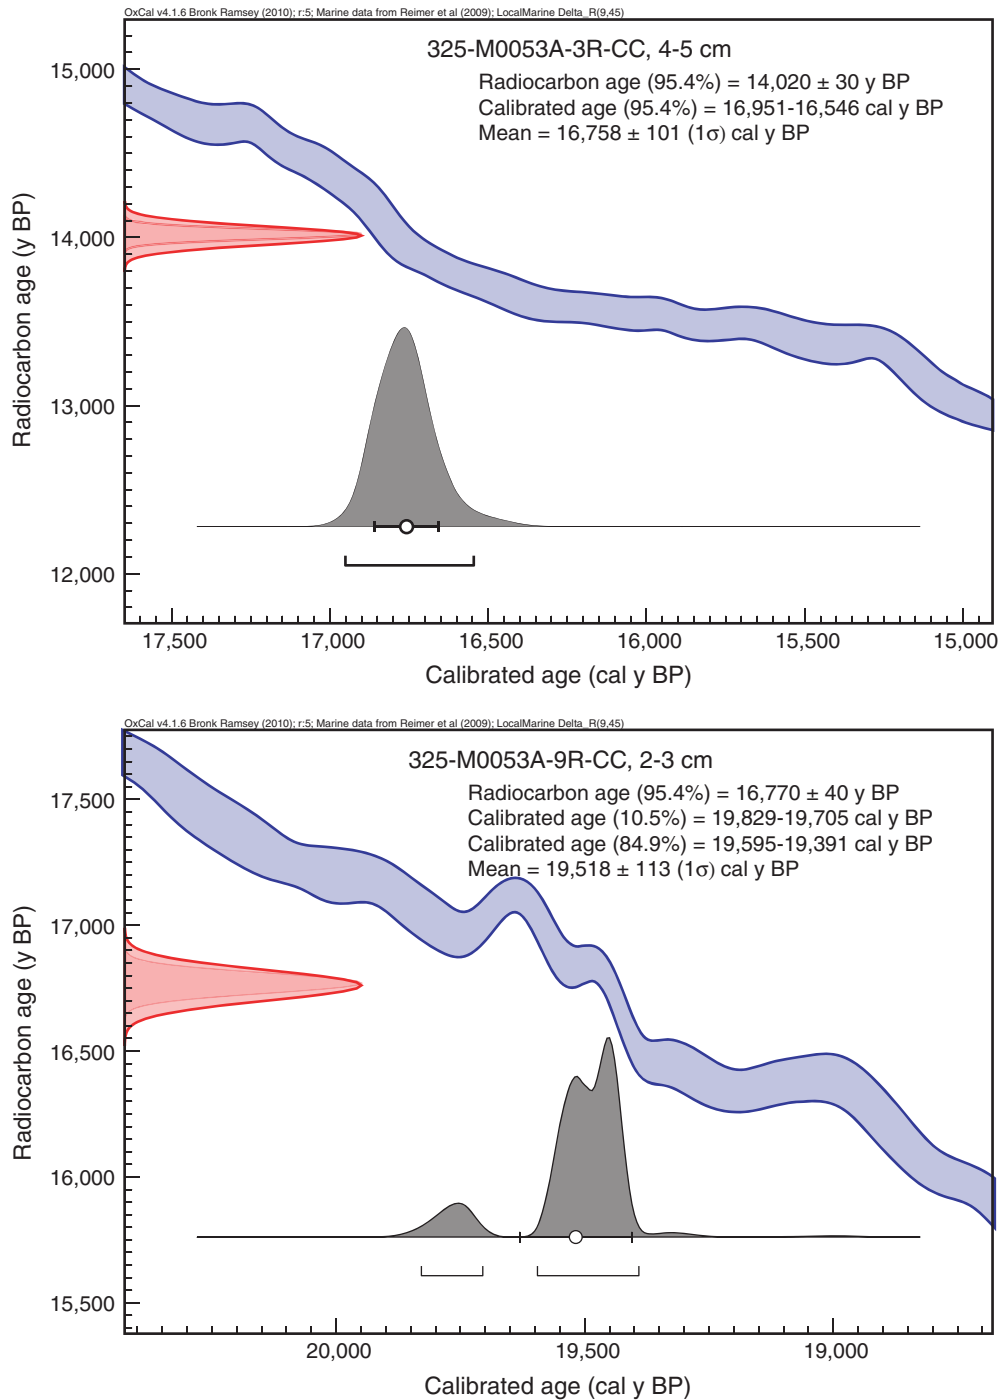 OxCal v4.1.6 Bronk Ramsey (2010); r:5; Marine data from Reimer et al (2009); LocalMarine Delta_R(9,45)
325-M0053A-3R-CC, 4-5 cm
Radiocarbon age (95.4%) = 14,020 ± 30 y BP
Calibrated age (95.4%) = 16,951-16,546 cal y BP
Mean = 16,758 ± 101 (1σ) cal y BP
Radiocarbon age (y BP)
15,000
14,000
13,000
12,000
17,500 17,000 16,500 16,000 15,500 15,000
Calibrated age (cal y BP)
OxCal v4.1.6 Bronk Ramsey (2010); r:5; Marine data from Reimer et al (2009); LocalMarine Delta_R(9,45)
325-M0053A-9R-CC, 2-3 cm
Radiocarbon age (95.4%) = 16,770 ± 40 y BP
Calibrated age (10.5%) = 19,829-19,705 cal y BP
Calibrated age (84.9%) = 19,595-19,391 cal y BP
Mean = 19,518 ± 113 (1σ) cal y BP
Radiocarbon age (y BP)
17,500
17,000
16,500
16,000
15,500
20,000 19,500 19,000
Calibrated age (cal y BP)